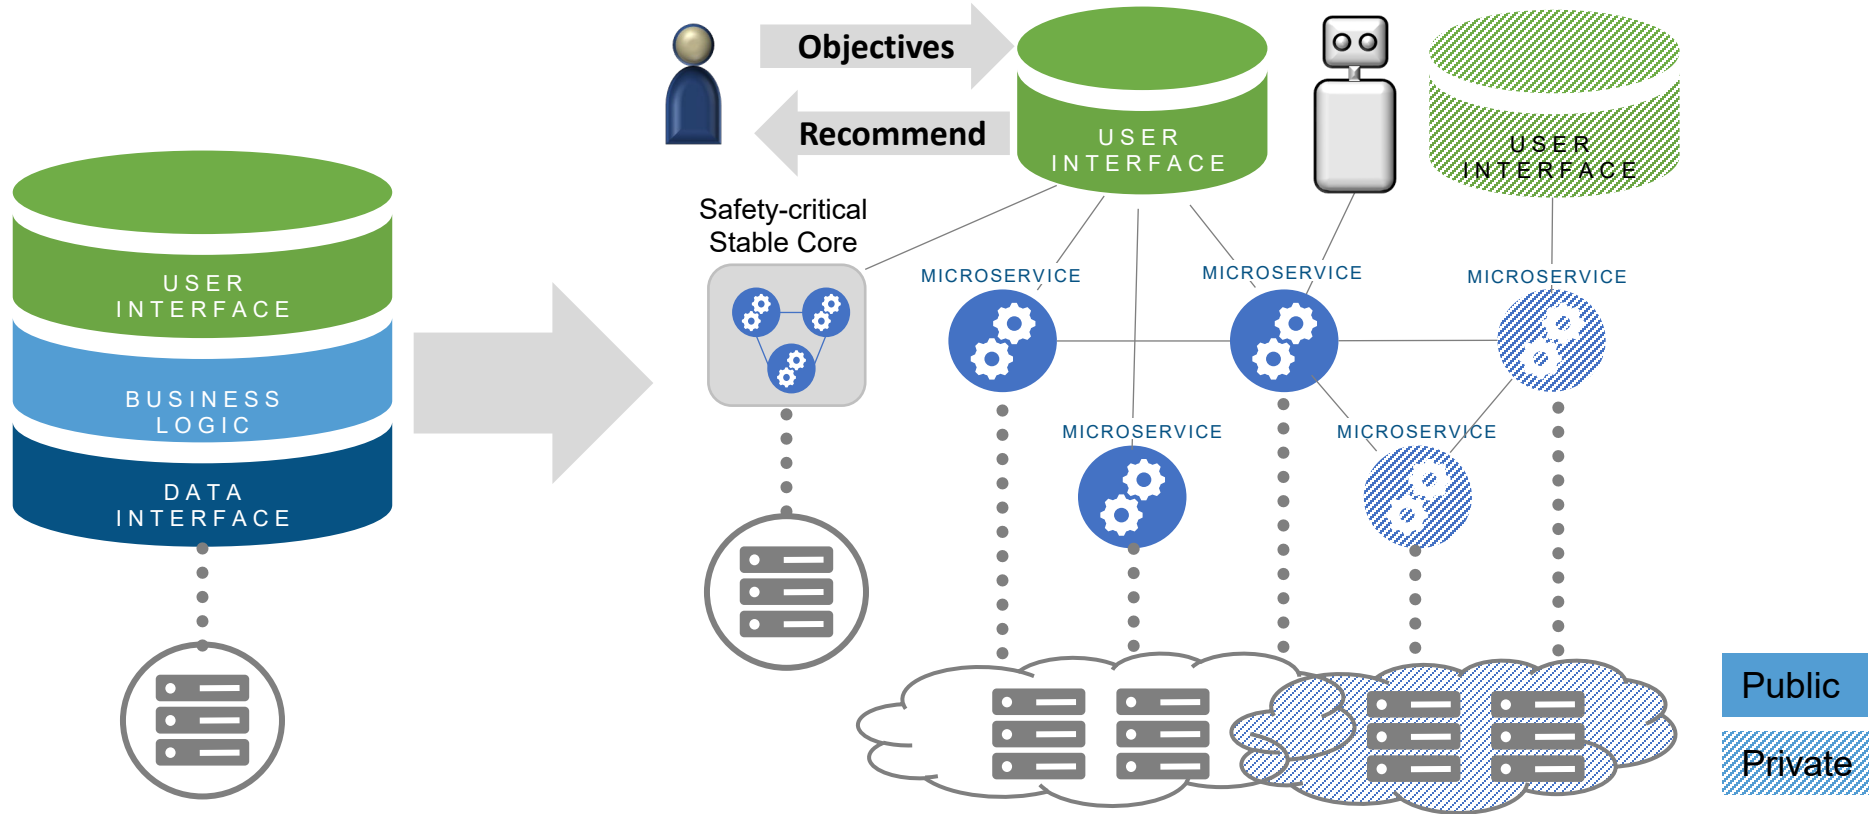 USER
INTERFACE
BUSINESS
LOGIC
DATA
INTERFACE
Objectives
Recommend
USER
INTERFACE
USER
INTERFACE
Safety-critical
Stable Core
MICROSERVICE
MICROSERVICE
MICROSERVICE
MICROSERVICE
MICROSERVICE
Public
Private